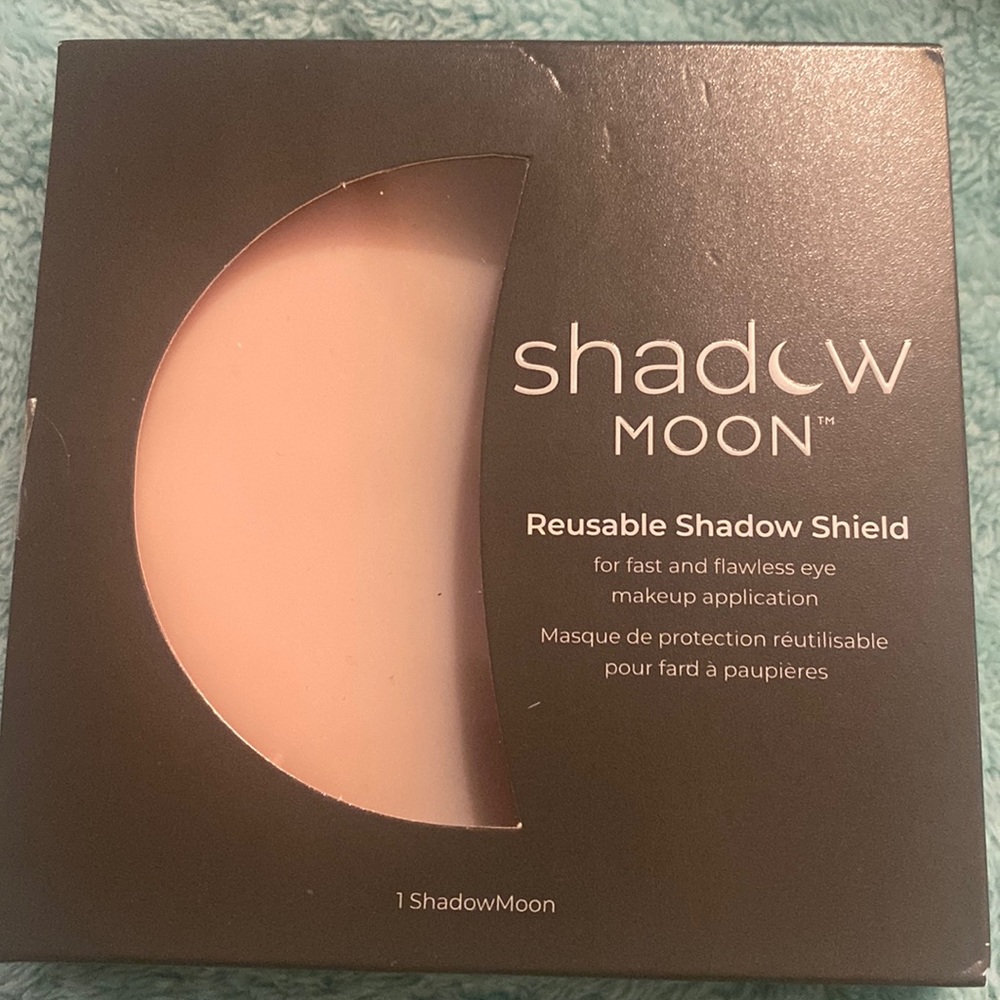 shadow
MOON™
Reusable Shadow Shield
for fast and flawless eye
makeup application
Masque de protection réutilisable
pour fard à paupières
1 ShadowMoon